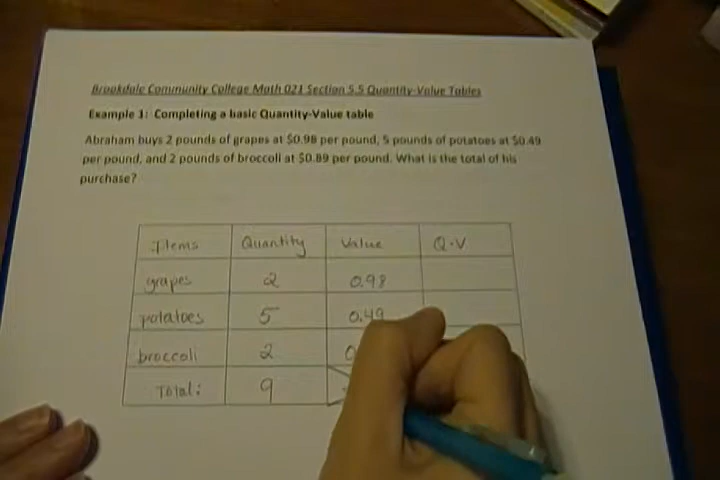 Brookdale Community College Math 021 Section 5.5 Quantity-Value Tables
Example 1: Completing a basic Quantity-Value table
Abraham buys 2 pounds of grapes at $0.98 per pound, 5 pounds of potatoes at $0.49
per pound, and 2 pounds of broccoli at $0.89 per pound. What is the total of his
purchase?
Items Quantity Value Q·V
grapes 2 0.98
potatoes 5 0.49
broccoli 2 0
Total: 9